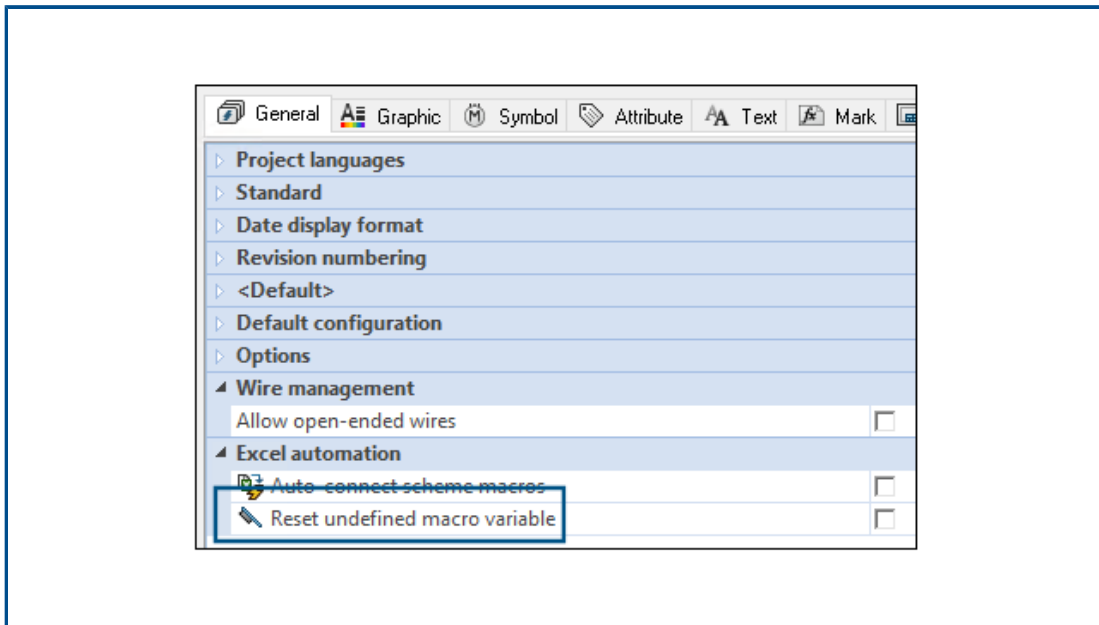 General Graphic Symbol Attribute Text Mark
Project languages
Standard
Date display format
Revision numbering
<Default>
Default configuration
Options
Wire management
Allow open-ended wires
Excel automation
Auto-connect scheme macros
Reset undefined macro variable